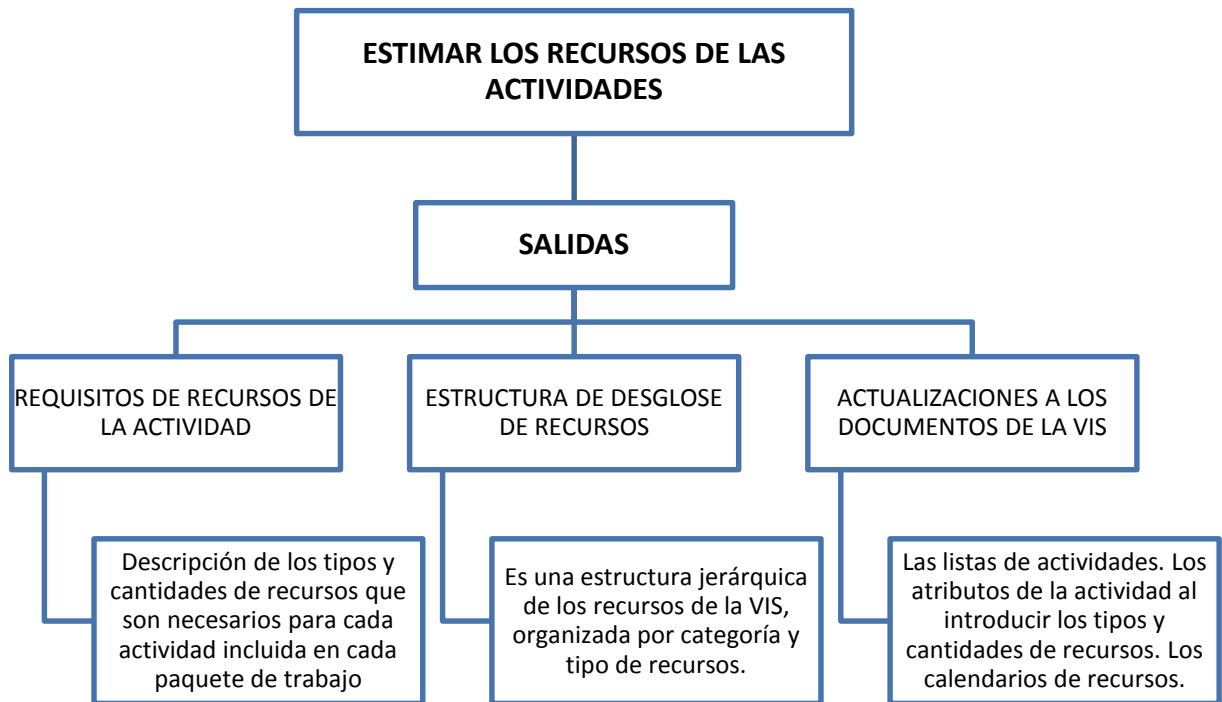 ESTIMAR LOS RECURSOS DE LAS
ACTIVIDADES
SALIDAS
REQUISITOS DE RECURSOS DE
LA ACTIVIDAD
ESTRUCTURA DE DESGLOSE
DE RECURSOS
ACTUALIZACIONES A LOS
DOCUMENTOS DE LA VIS
Descripción de los tipos y
cantidades de recursos que
son necesarios para cada
actividad incluida en cada
paquete de trabajo
Es una estructura jerárquica
de los recursos de la VIS,
organizada por categoría y
tipo de recursos.
Las listas de actividades. Los
atributos de la actividad al
introducir los tipos y
cantidades de recursos. Los
calendarios de recursos.